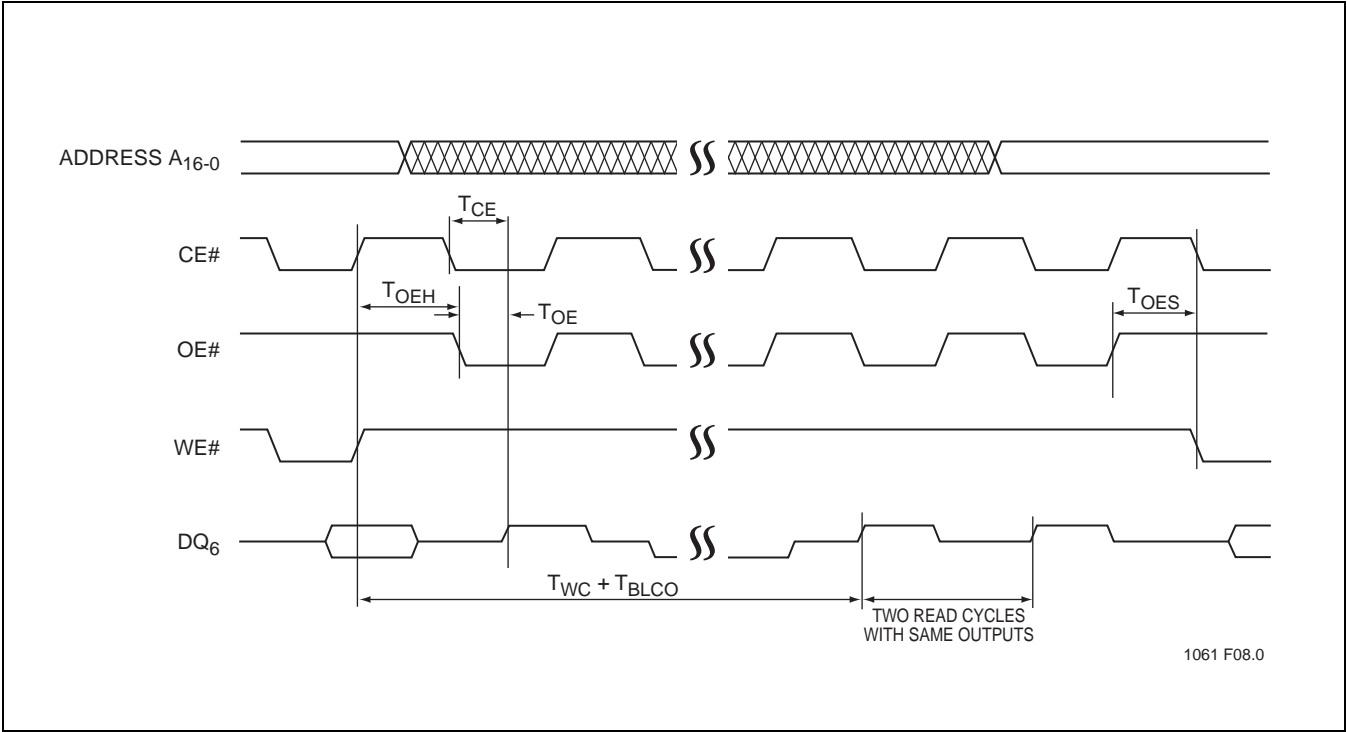 ADDRESS A16-0
TCE
CE#
TOEH
TOE
TOES
OE#
WE#
DQ6
TWC + TBLCO
TWO READ CYCLES
WITH SAME OUTPUTS
1061 F08.0